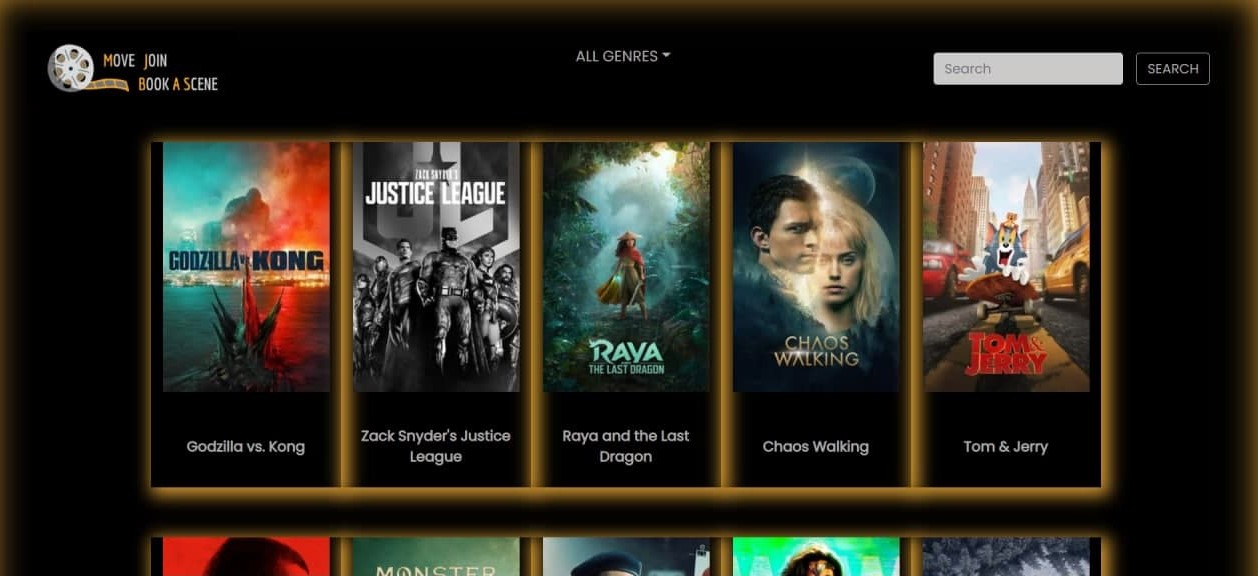 MOVE JOIN
BOOK A SCENE
ALL GENRES
Search
SEARCH
GODZILLA vs. KONG
ZACK SNYDER'S
JUSTICE LEAGUE
RAYA
THE LAST DRAGON
CHAOS
WALKING
TOM&
JERRY
Godzilla vs. Kong
Zack Snyder's Justice
League
Raya and the Last
Dragon
Chaos Walking
Tom & Jerry
MONSTER